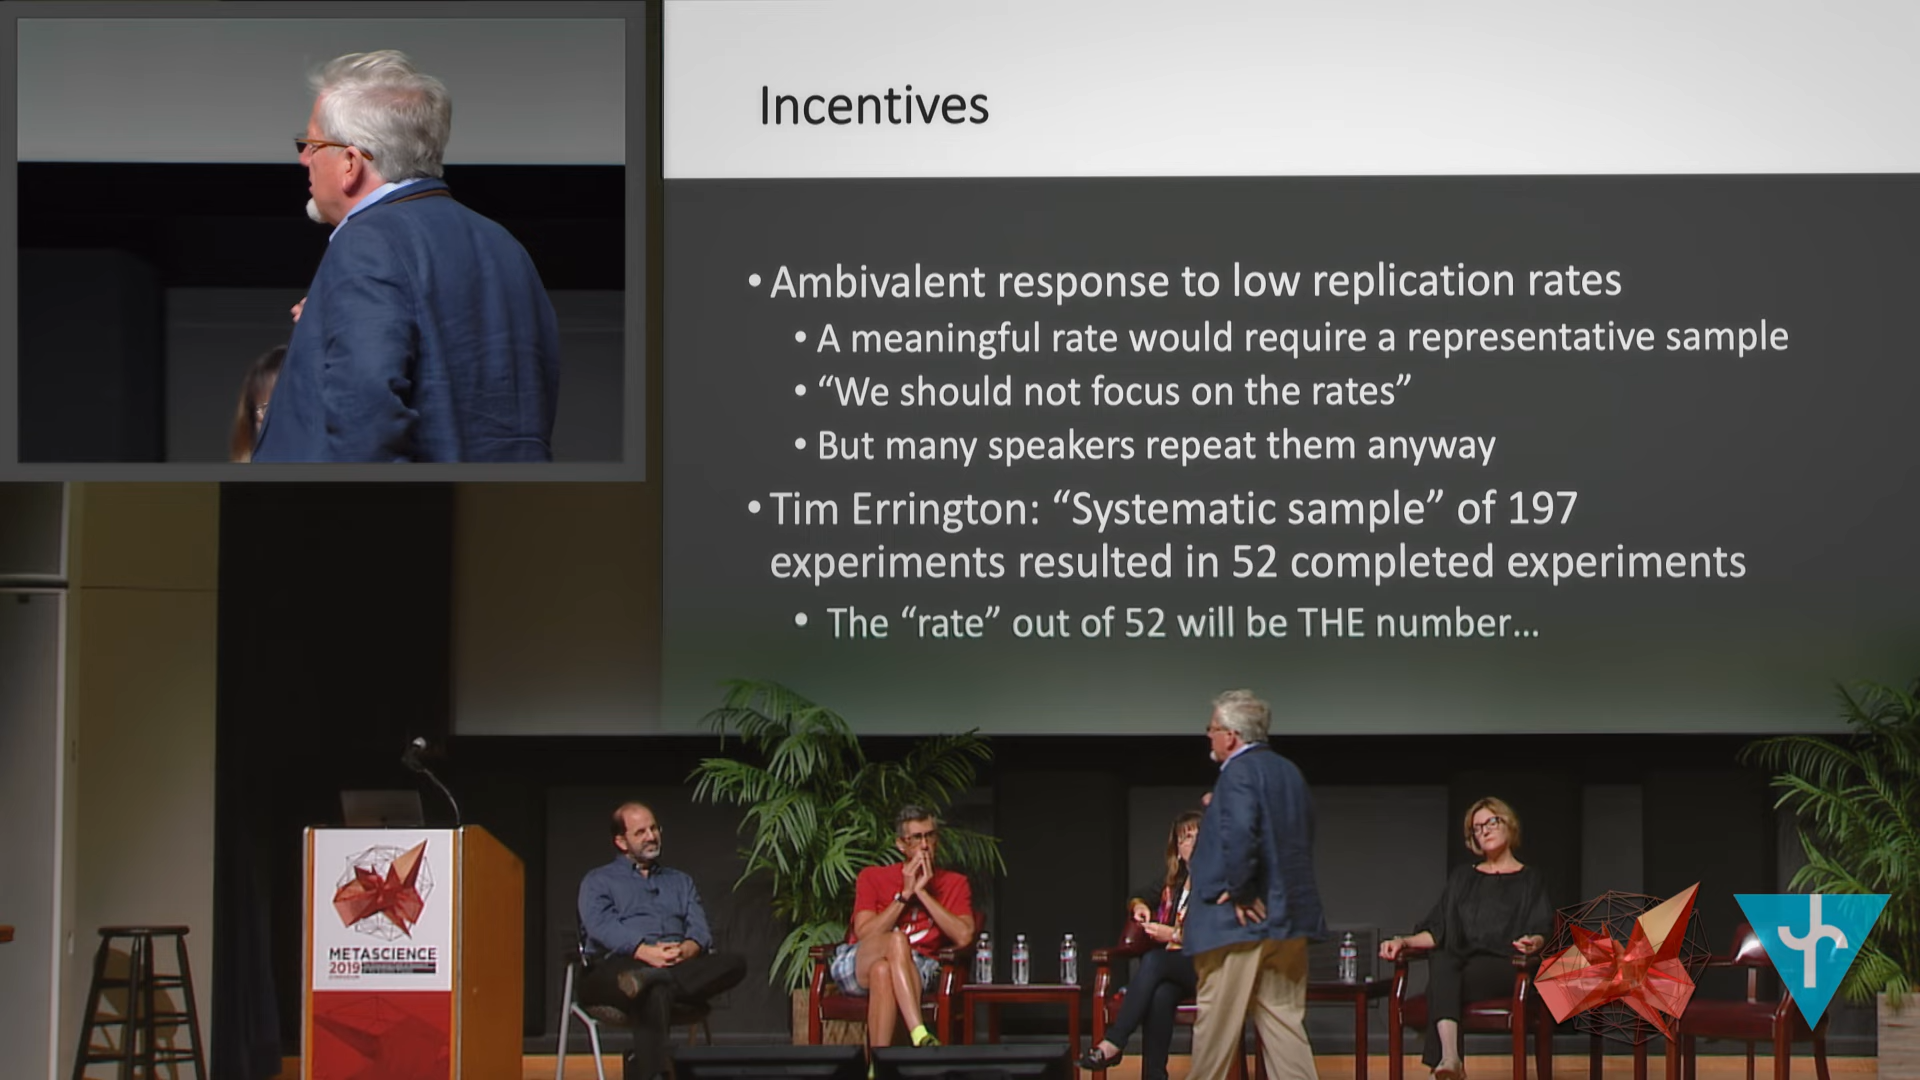 Incentives
• Ambivalent response to low replication rates
• A meaningful rate would require a representative sample
• “We should not focus on the rates”
• But many speakers repeat them anyway
• Tim Errington: “Systematic sample” of 197
experiments resulted in 52 completed experiments
• The “rate” out of 52 will be THE number...
METASCIENCE
2019
SYMPOSIUM